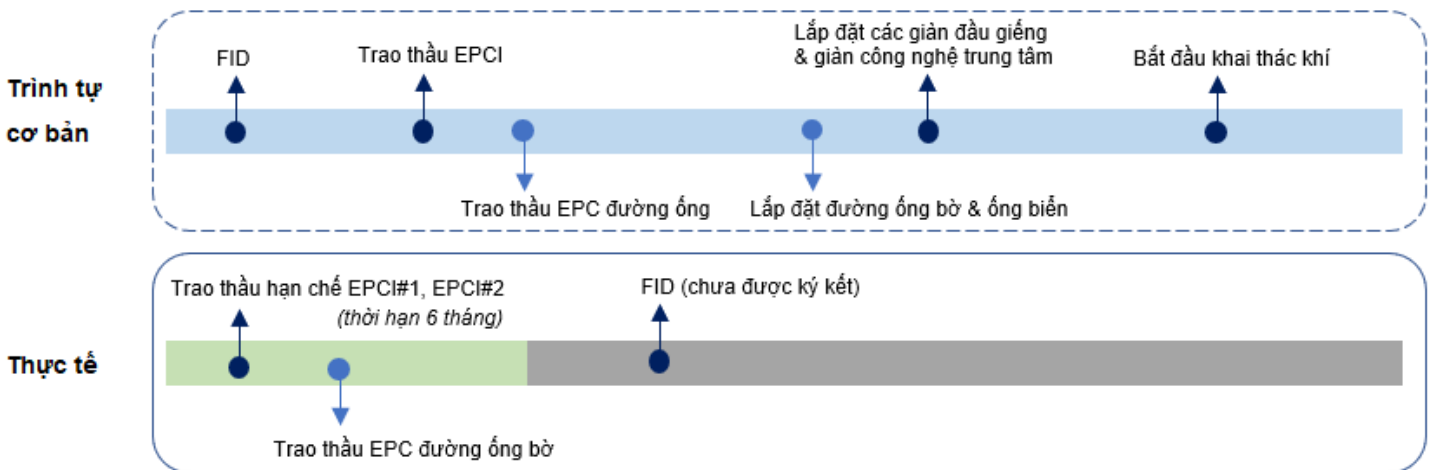 Trình tự
cơ bản
FID
Trao thầu EPCI
Lắp đặt các giàn đầu giếng
& giàn công nghệ trung tâm
Bắt đầu khai thác khí
Trao thầu EPC đường ống
Lắp đặt đường ống bờ & ống biển
Thực tế
Trao thầu hạn chế EPCI#1, EPCI#2
(thời hạn 6 tháng)
FID (chưa được ký kết)
Trao thầu EPC đường ống bờ